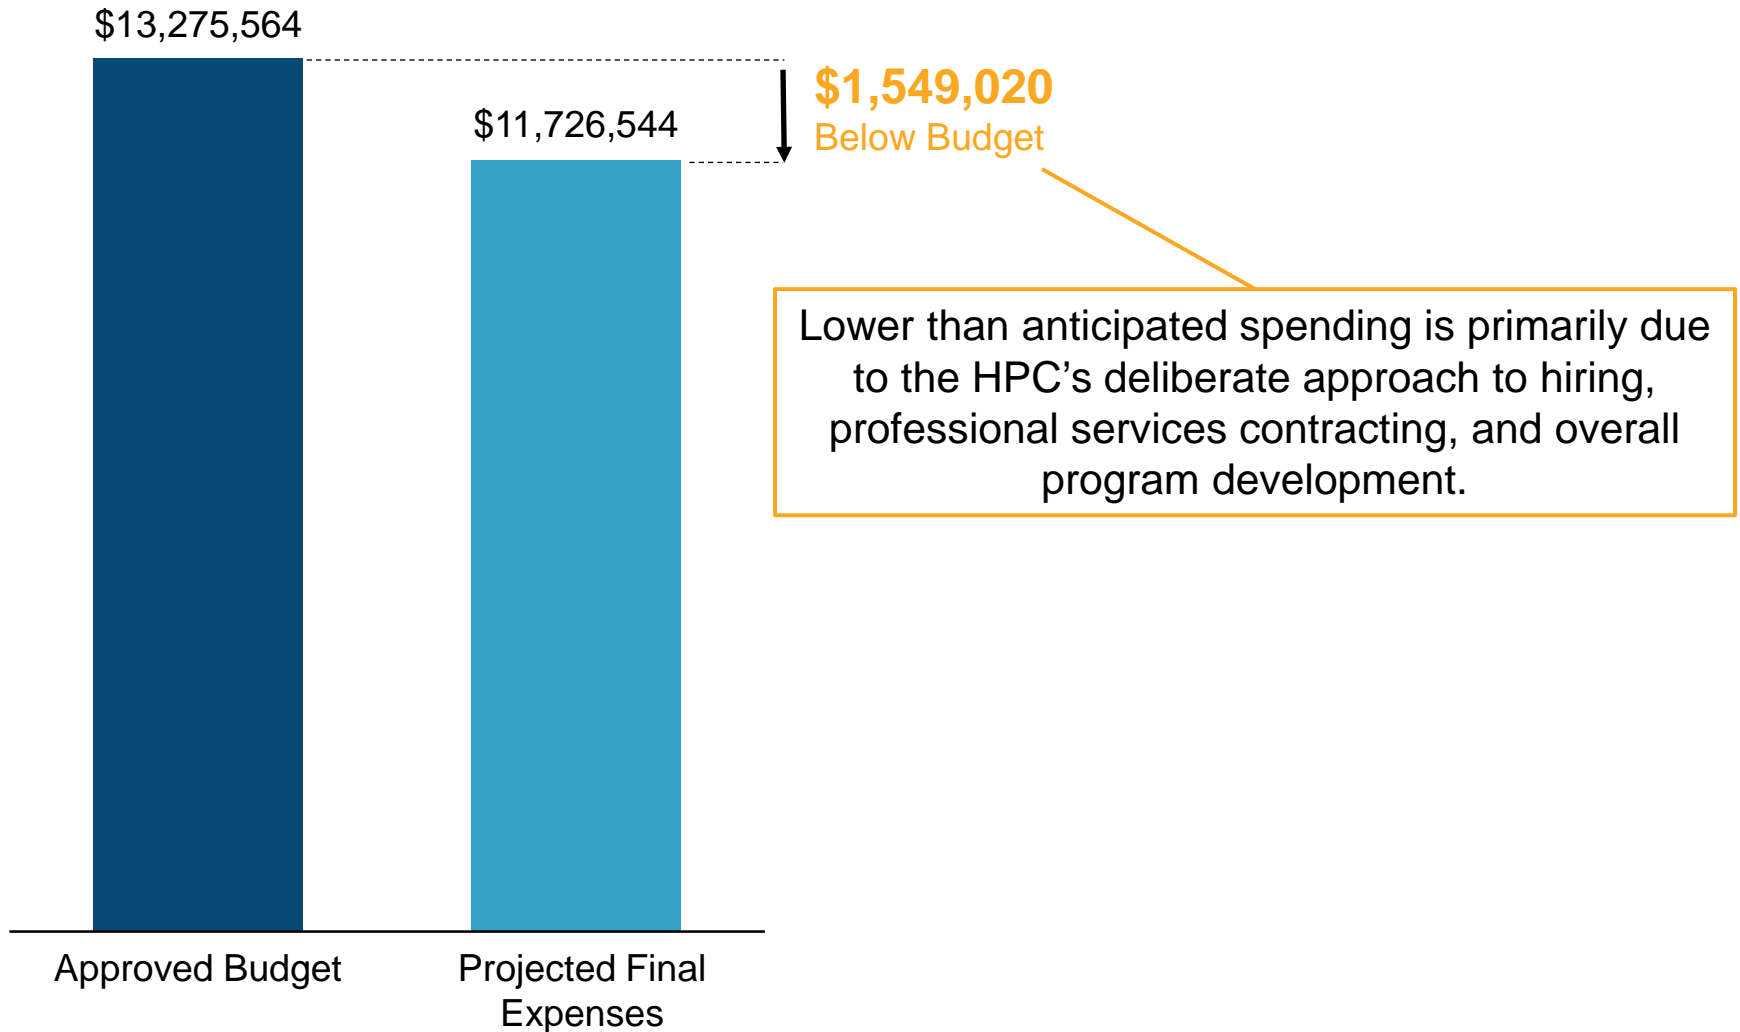 $13,275,564
$11,726,544
$1,549,020
Below Budget
Lower than anticipated spending is primarily due
to the HPC’s deliberate approach to hiring,
professional services contracting, and overall
program development.
Approved Budget
Projected Final
Expenses